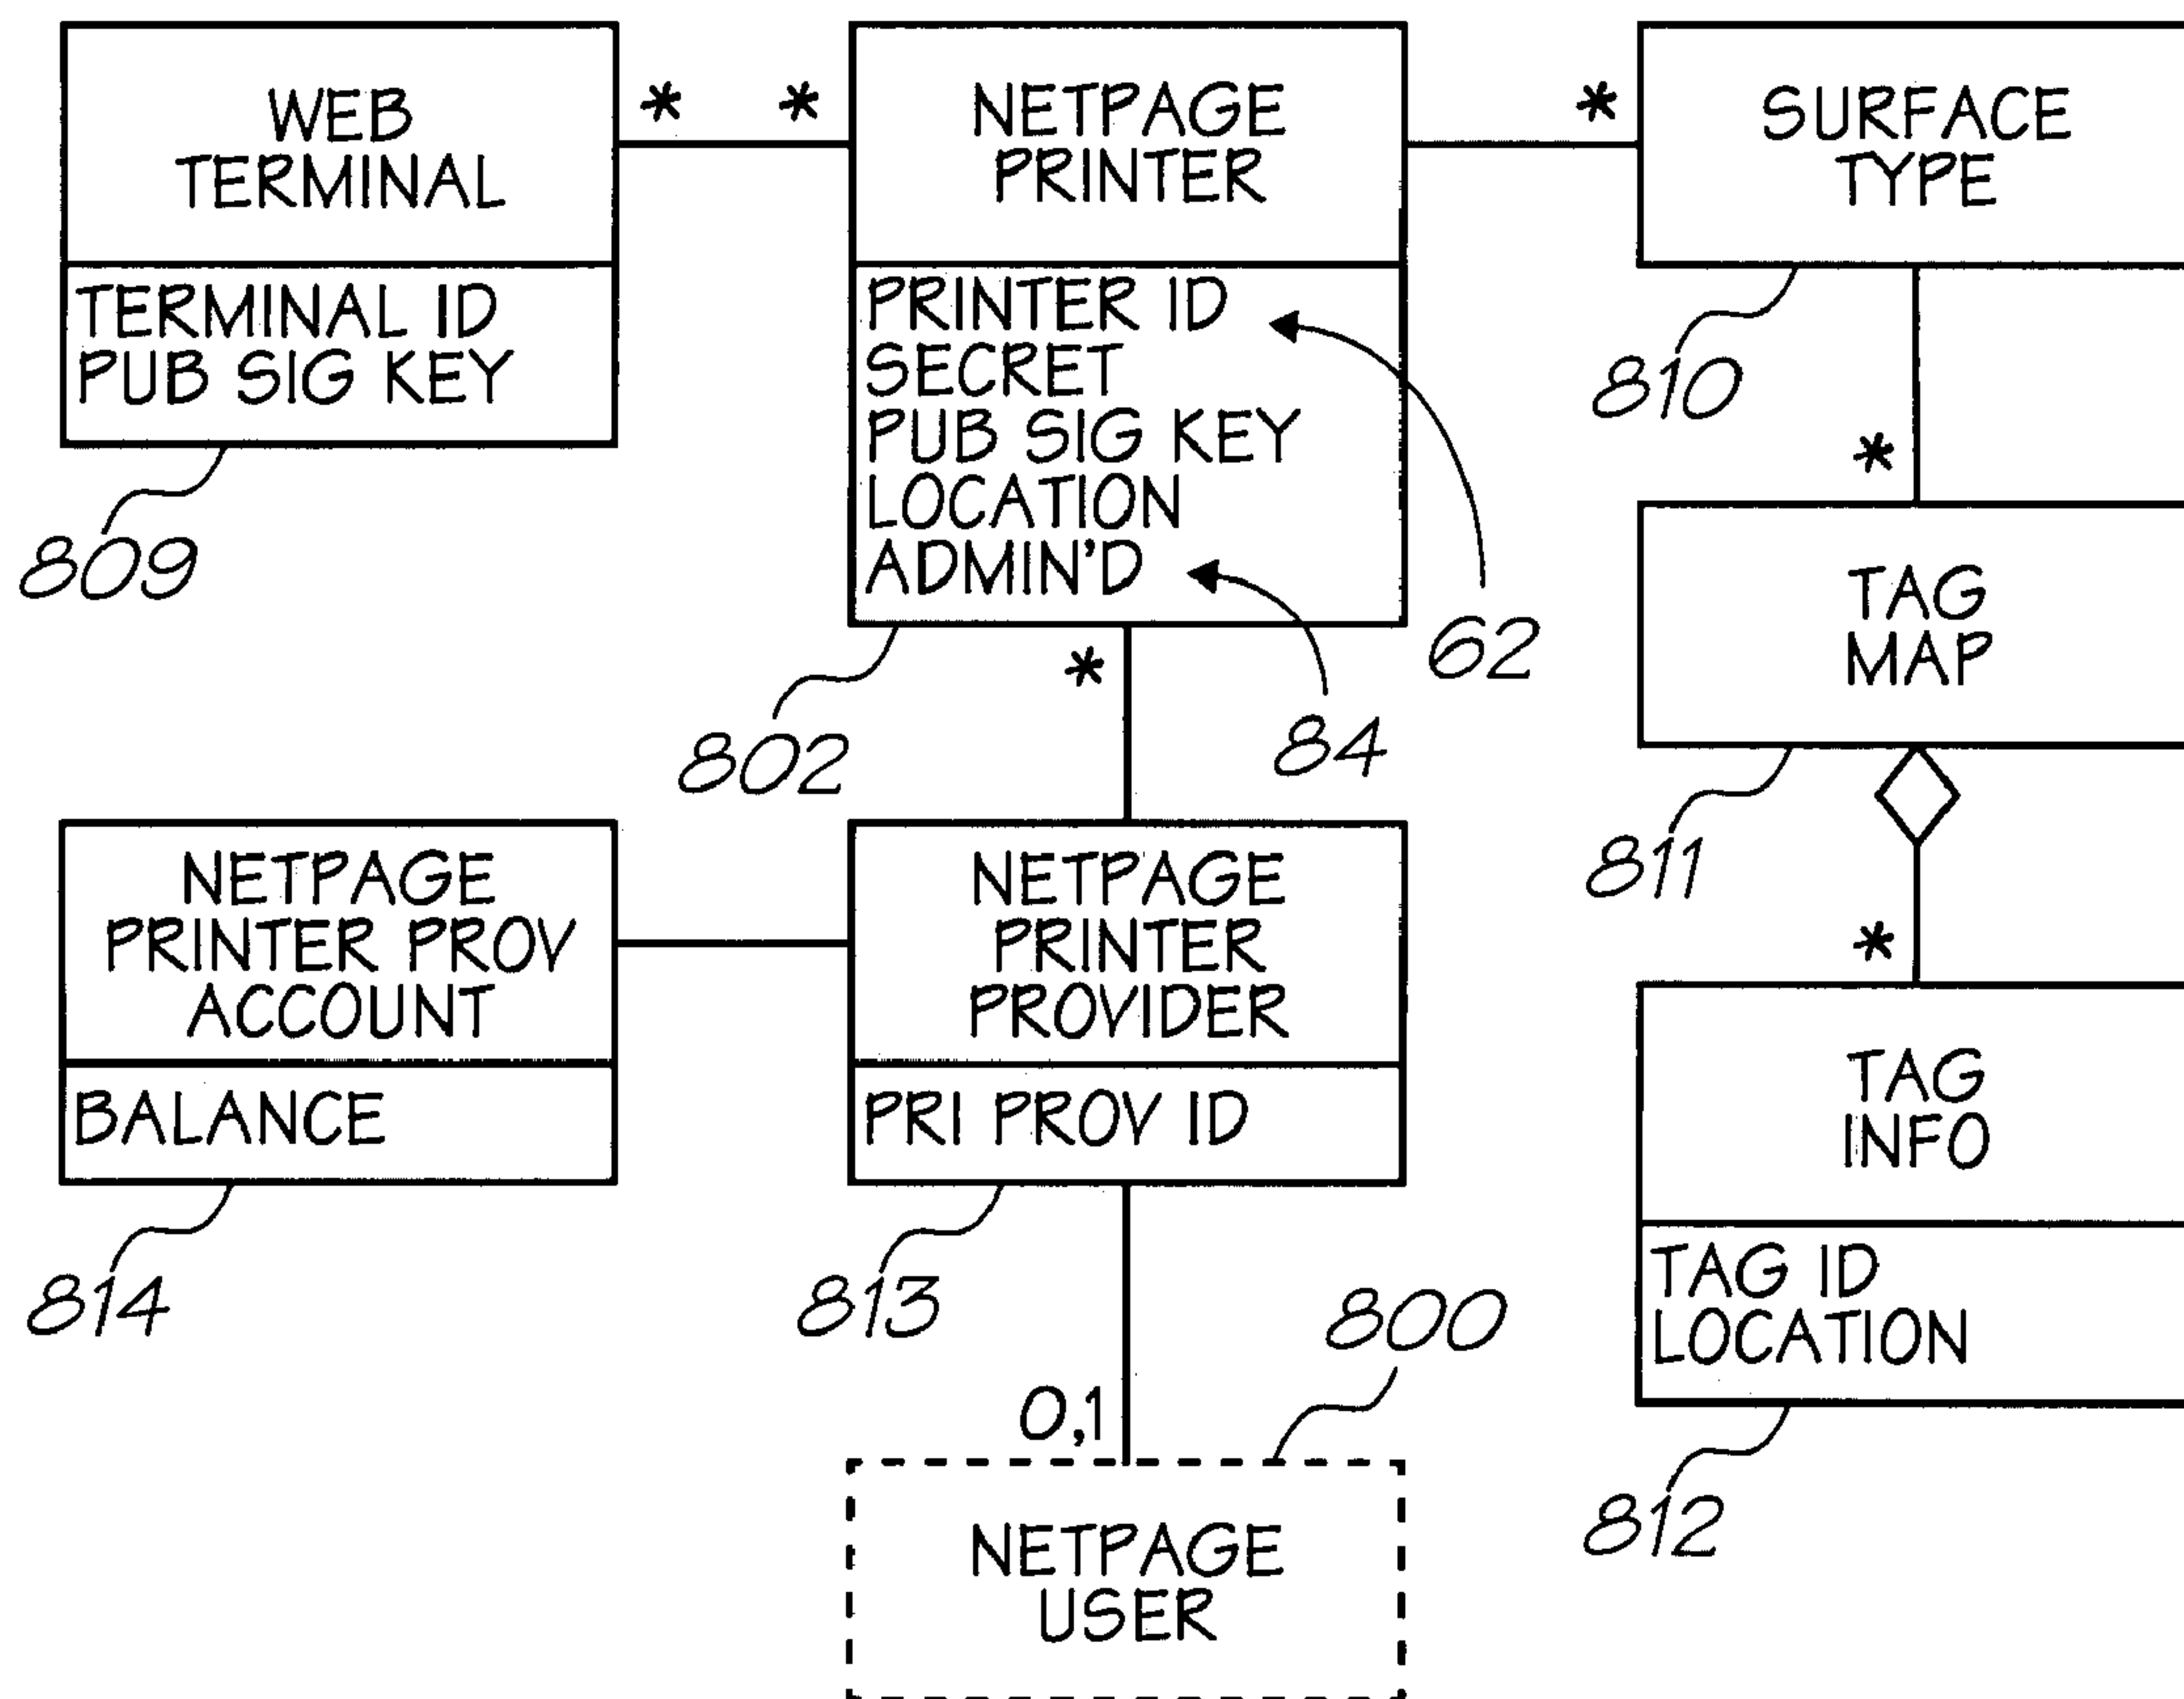 WEB
TERMINAL
TERMINAL ID
PUB SIG KEY
809
*
*
NETPAGE
PRINTER
PRINTER ID
SECRET
PUB SIG KEY
LOCATION
ADMIN'D
62
84
802
*
*
SURFACE
TYPE
810
*
TAG
MAP
811
*
TAG
INFO
TAG ID
LOCATION
812
NETPAGE
PRINTER PROV
ACCOUNT
BALANCE
814
NETPAGE
PRINTER
PROVIDER
PRI PROV ID
813
0,1
800
NETPAGE
USER